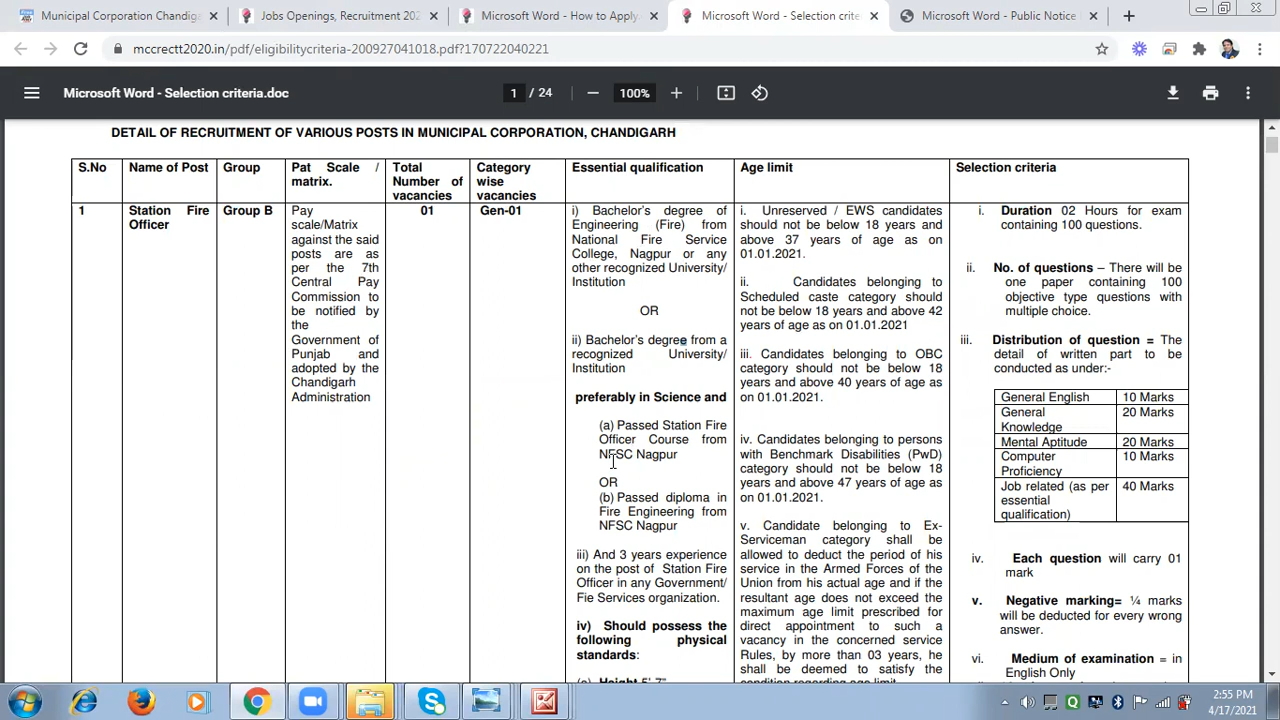 Municipal Corporation Chandiga
Jobs Openings, Recruitment 202
Microsoft Word - How to Apply
Microsoft Word - Selection crite
Microsoft Word - Public Notice
mccrectt2020.in/pdf/eligibilitycriteria-200927041018.pdf?170722040221
Microsoft Word - Selection criteria.doc
1 / 24
100%
DETAIL OF RECRUITMENT OF VARIOUS POSTS IN MUNICIPAL CORPORATION, CHANDIGARH
S.No
Name of Post
Group
Pat Scale /
matrix.
Total
Number of
vacancies
Category
wise
vacancies
Essential qualification
Age limit
Selection criteria
1
Station Fire
Officer
Group B
Pay
scale/Matrix
against the said
posts are as
per the 7th
Central Pay
Commission to
be notified by
the
Government of
Punjab and
adopted by the
Chandigarh
Administration
01
Gen-01
i) Bachelor's degree of
Engineering (Fire) from
National Fire Service
College, Nagpur or any
other recognized University/
Institution
OR
ii) Bachelor's degree from a
recognized University/
Institution
preferably in Science and
(a) Passed Station Fire
Officer Course from
NFSC Nagpur
OR
(b) Passed diploma in
Fire Engineering from
NFSC Nagpur
iii) And 3 years experience
on the post of Station Fire
Officer in any Government/
Fie Services organization.
iv) Should possess the
following physical
standards:
(a) Height 5'-7"
i. Unreserved / EWS candidates
should not be below 18 years and
above 37 years of age as on
01.01.2021.
ii. Candidates belonging to
Scheduled caste category should
not be below 18 years and above 42
years of age as on 01.01.2021
iii. Candidates belonging to OBC
category should not be below 18
years and above 40 years of age as
on 01.01.2021.
iv. Candidates belonging to persons
with Benchmark Disabilities (PwD)
category should not be below 18
years and above 47 years of age as
on 01.01.2021.
v. Candidate belonging to Ex-
Serviceman category shall be
allowed to deduct the period of his
service in the Armed Forces of the
Union from his actual age and if the
resultant age does not exceed the
maximum age limit prescribed for
direct appointment to such a
vacancy in the concerned service
Rules, by more than 03 years, he
shall be deemed to satisfy the
condition regarding age limit
i. Duration 02 Hours for exam
containing 100 questions.
ii. No. of questions – There will be
one paper containing 100
objective type questions with
multiple choice.
iii. Distribution of question = The
detail of written part to be
conducted as under:-
General English 10 Marks
General
Knowledge 20 Marks
Mental Aptitude 20 Marks
Computer
Proficiency 10 Marks
Job related (as per
essential
qualification) 40 Marks
iv. Each question will carry 01
mark
v. Negative marking= ¼ marks
will be deducted for every wrong
answer.
vi. Medium of examination = in
English Only
2:55 PM
4/17/2021